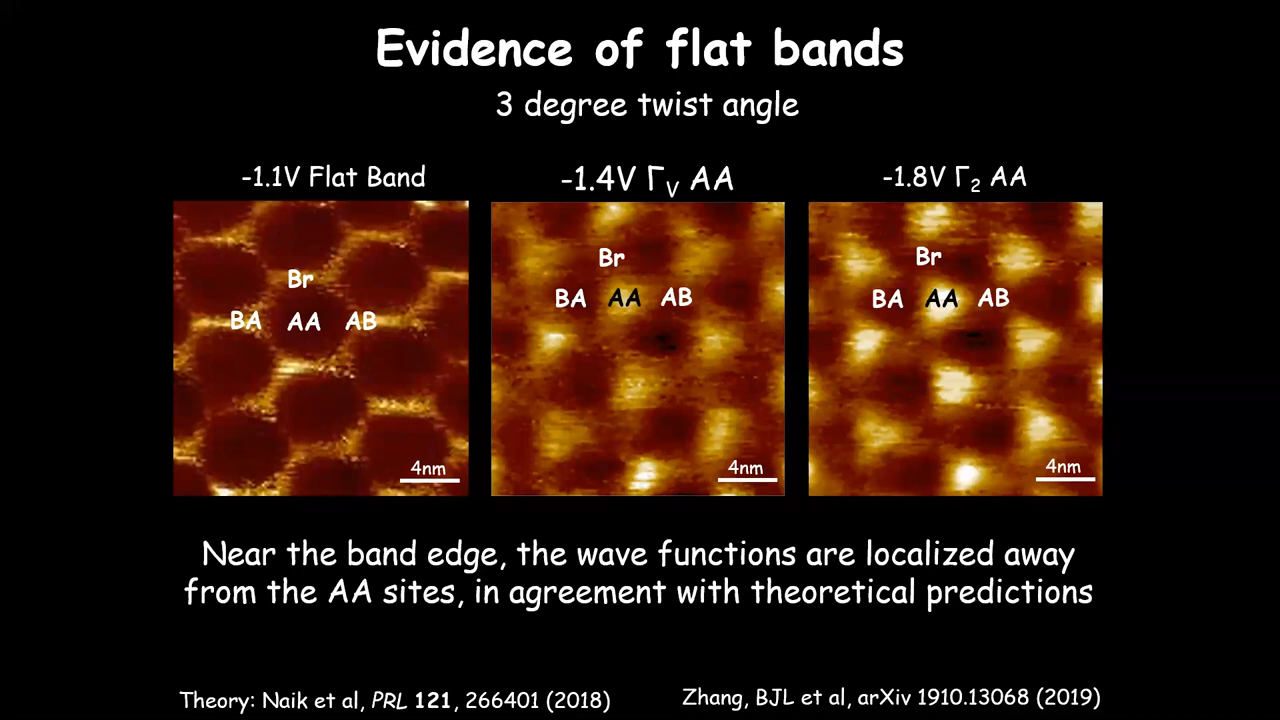 Evidence of flat bands
3 degree twist angle
-1.1V Flat Band
-1.4V ΓV AA
-1.8V Γ2 AA
Br
BA AA AB
4nm
Br
BA AA AB
4nm
Br
BA AA AB
4nm
Near the band edge, the wave functions are localized away
from the AA sites, in agreement with theoretical predictions
Theory: Naik et al, PRL 121, 266401 (2018)
Zhang, BJL et al, arXiv 1910.13068 (2019)